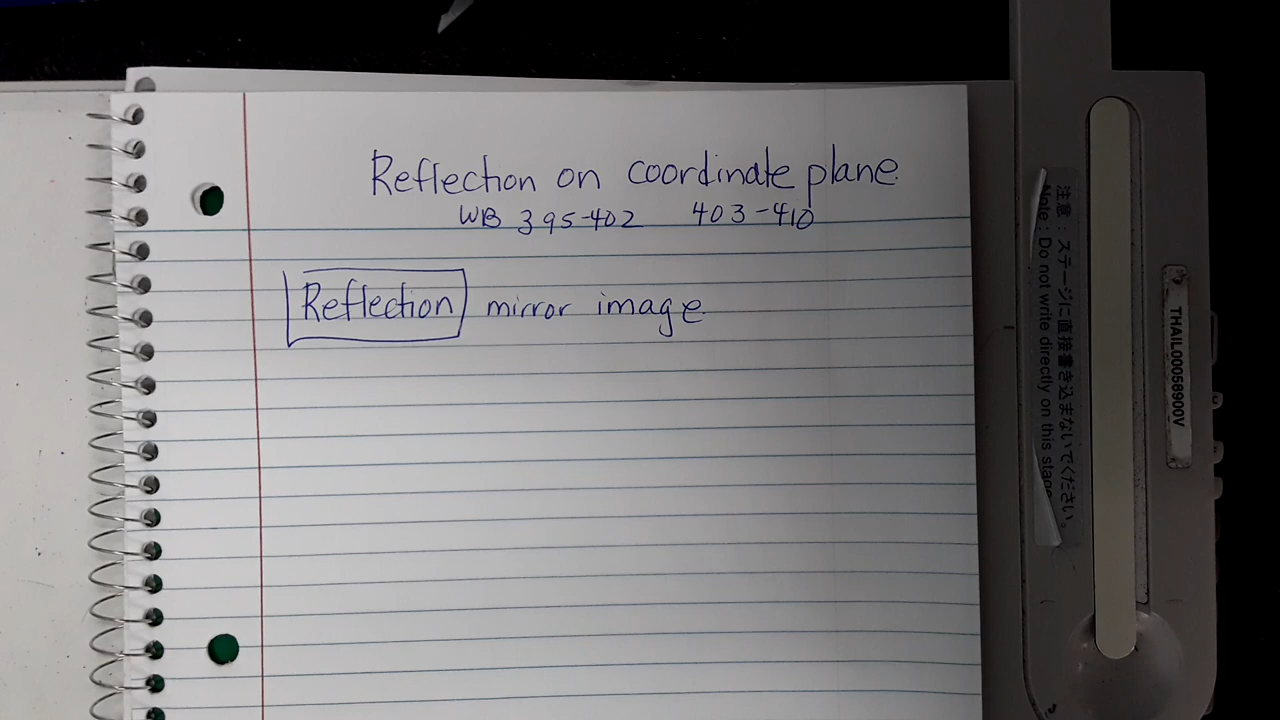 Reflection on coordinate plane
WB 395-402 403-410
Reflection mirror image
注意：ステージに直接書き込まないでください。
Note : Do not write directly on this stage
THAIL00058900V